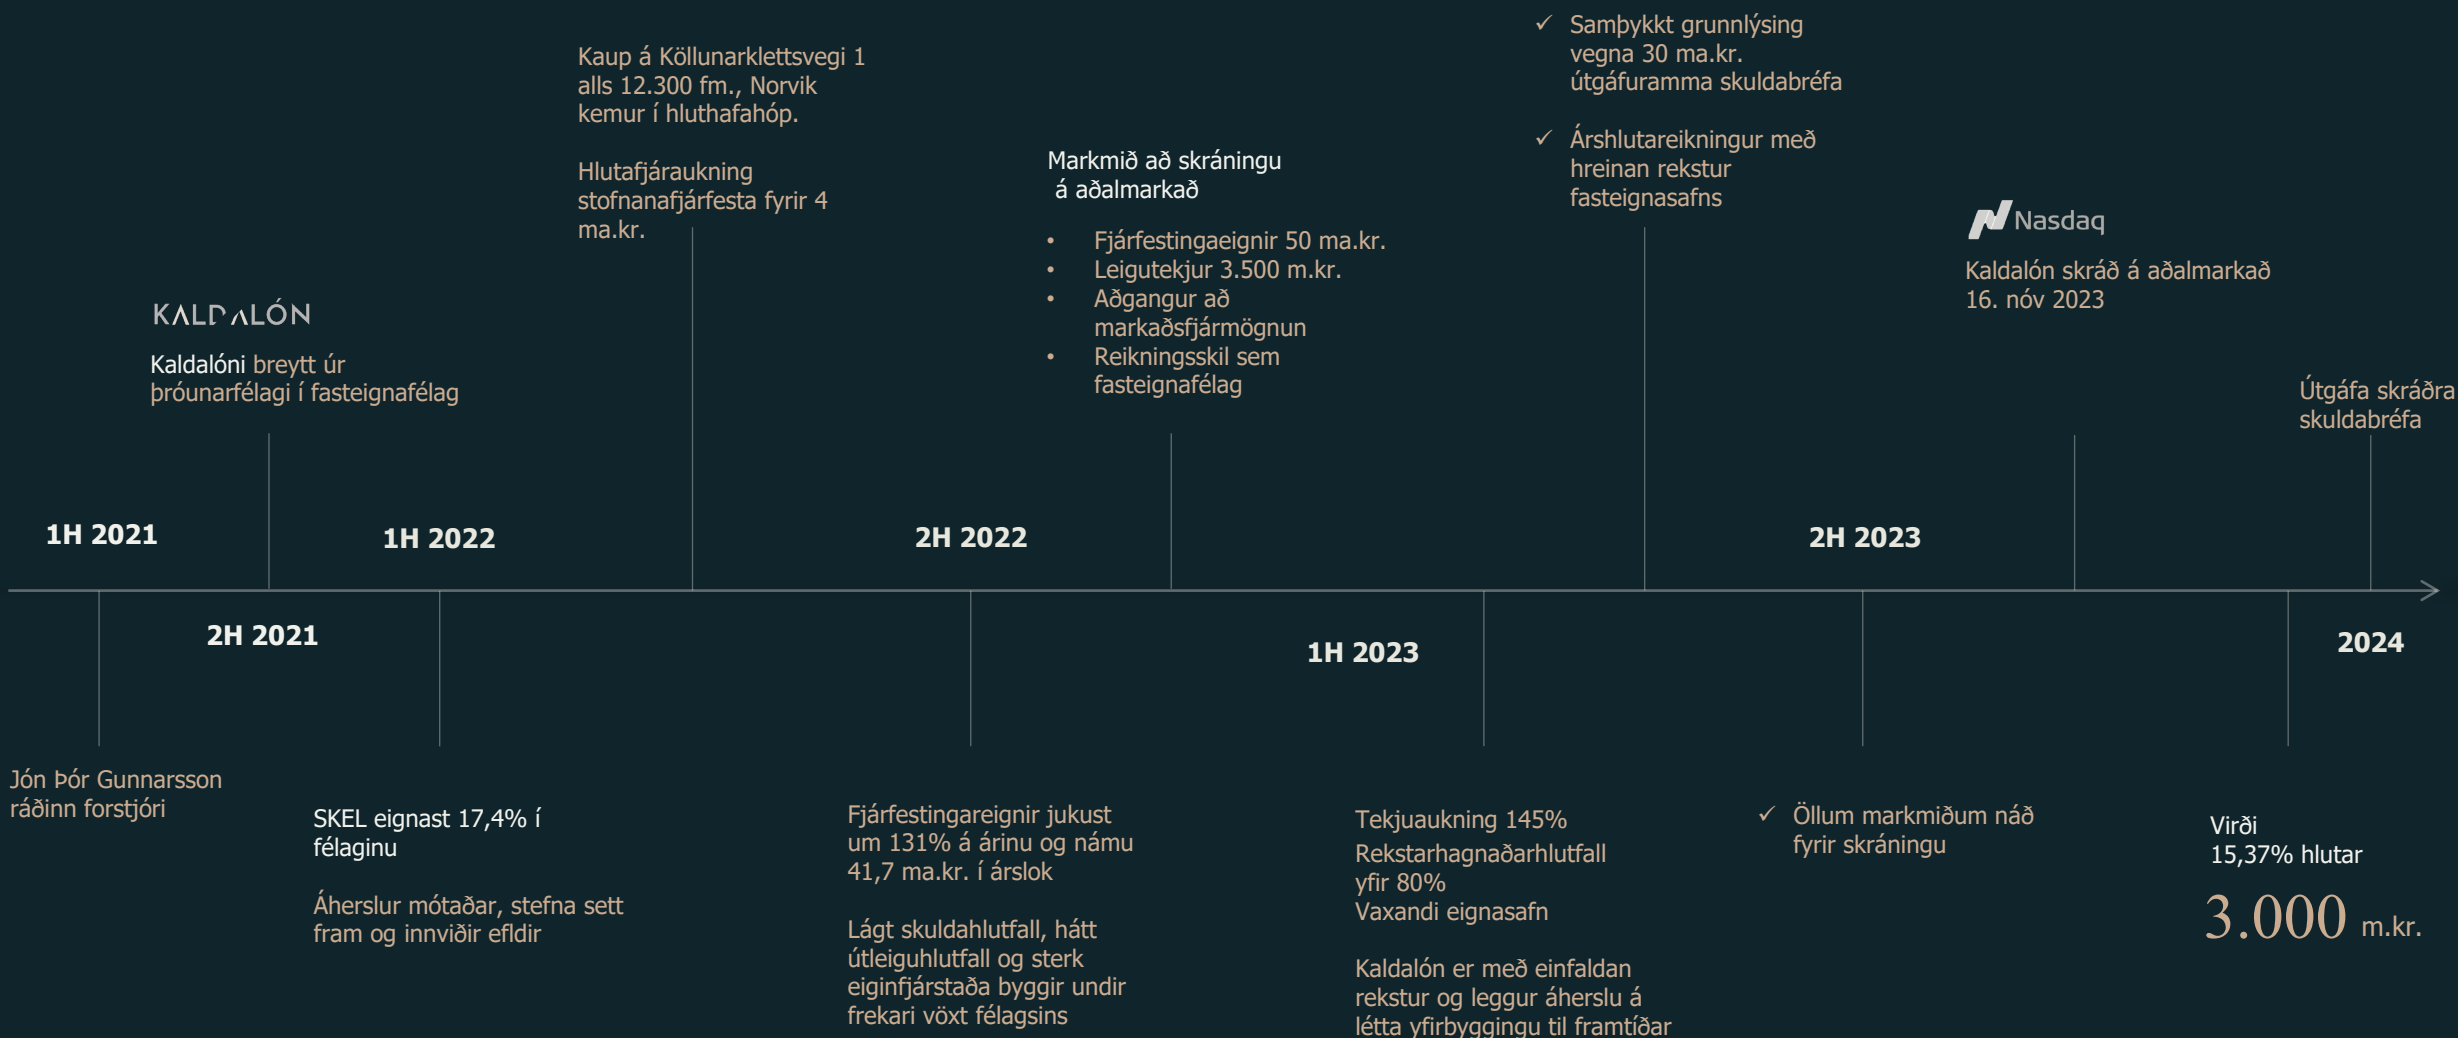 Kaup á Köllunarklettsvegi 1
alls 12.300 fm., Norvik
kemur í hluthafahóp.
Hlutafjáraukning
stofnanafjárfesta fyrir 4
ma.kr.
Markmið að skráningu
á aðalmarkað
• Fjárfestingaeignir 50 ma.kr.
• Leigutekjur 3.500 m.kr.
• Aðgangur að
markaðsfjármögnun
• Reikningsskil sem
fasteignafélag
✓ Samþykkt grunnlýsing
vegna 30 ma.kr.
útgáfuramma skuldabréfa
✓ Árshlutareikningur með
hreinan rekstur
fasteignasafns
Nasdaq
Kaldalón skráð á aðalmarkað
16. nóv 2023
KALDALÓN
Kaldalóni breytt úr
þróunarfélagi í fasteignafélag
Útgáfa skráðra
skuldabréfa
1H 2021
1H 2022
2H 2022
2H 2023
2H 2021
1H 2023
2024
Jón Þór Gunnarsson
ráðinn forstjóri
SKEL eignast 17,4% í
félaginu
Áherslur mótaðar, stefna sett
fram og innviðir efldir
Fjárfestingareignir jukust
um 131% á árinu og námu
41,7 ma.kr. í árslok
Lágt skuldahlutfall, hátt
útleiguhlutfall og sterk
eiginfjárstaða byggir undir
frekari vöxt félagsins
Tekjuaukning 145%
Rekstarhagnaðarhlutfall
yfir 80%
Vaxandi eignasafn
Kaldalón er með einfaldan
rekstur og leggur áherslu á
létta yfirbyggingu til framtíðar
✓ Öllum markmiðum náð
fyrir skráningu
Virði
15,37% hlutar
3.000 m.kr.